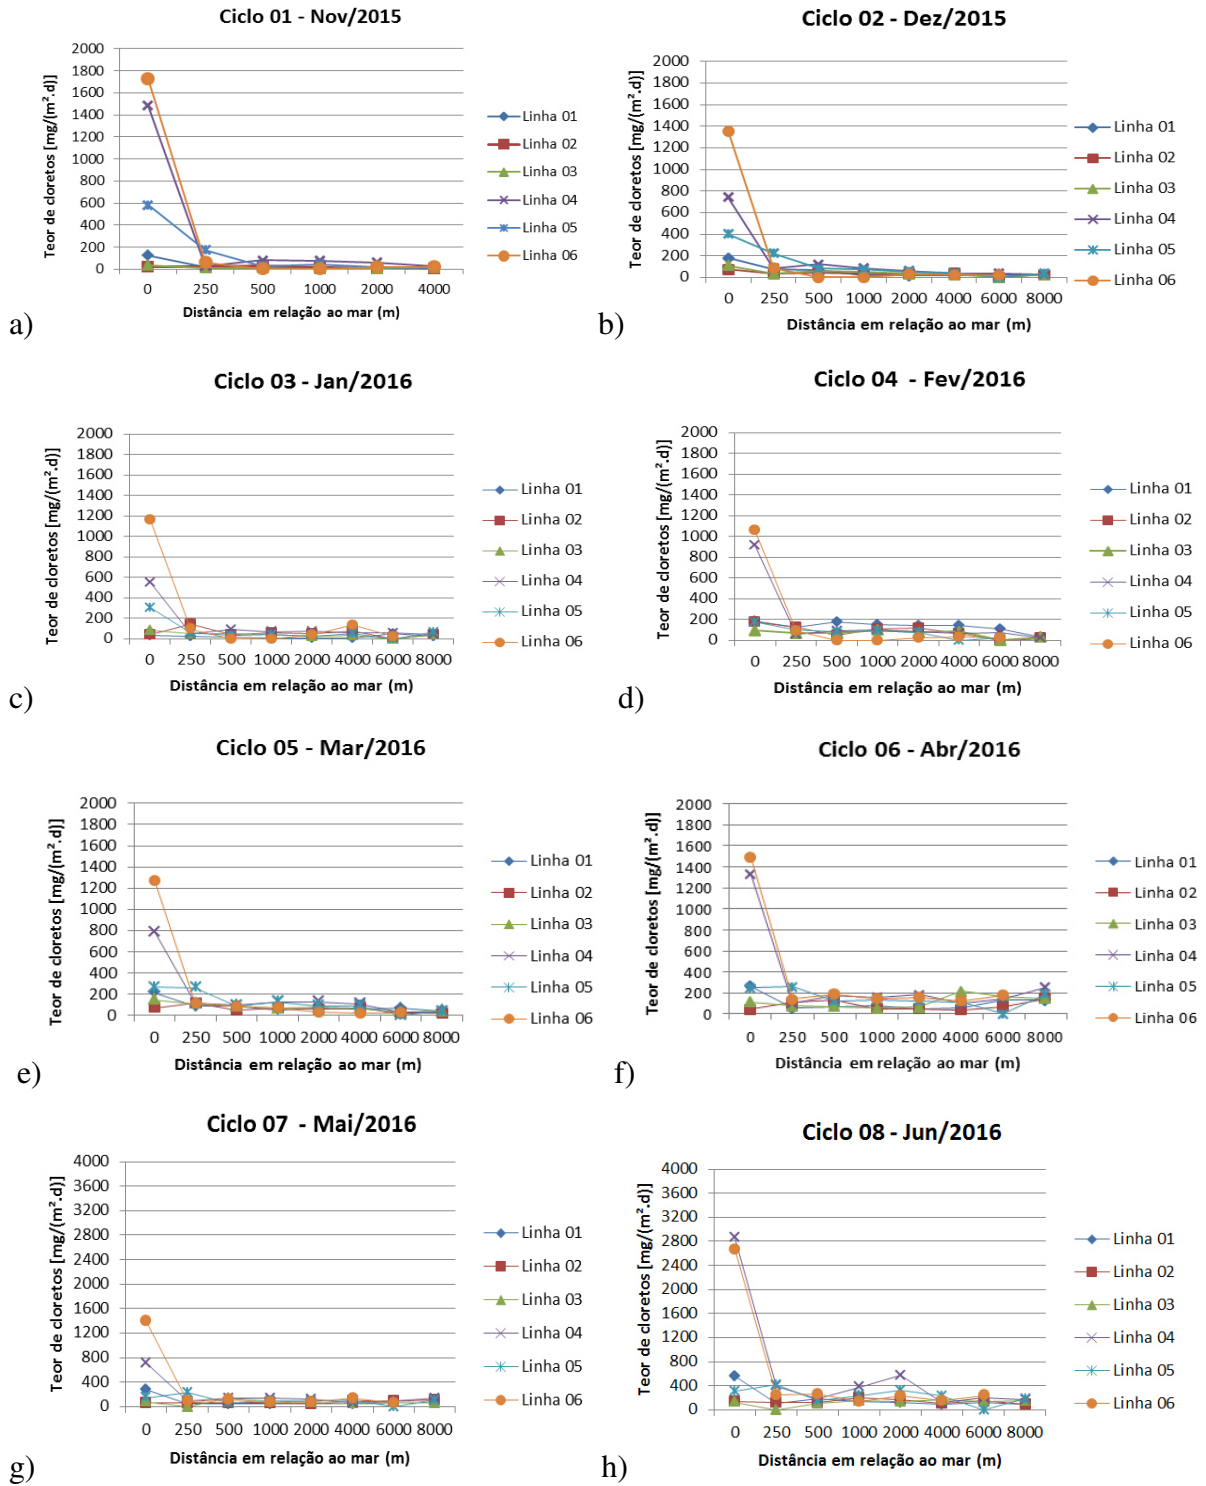 Ciclo 01 - Nov/2015
Teor de cloretos [mg/(m².d)]
2000
1800
1600
1400
1200
1000
800
600
400
200
0
0 250 500 1000 2000 4000
Distância em relação ao mar (m)
Linha 01
Linha 02
Linha 03
Linha 04
Linha 05
Linha 06
a)
Ciclo 02 - Dez/2015
Teor de cloretos [mg/(m².d)]
2000
1800
1600
1400
1200
1000
800
600
400
200
0
0 250 500 1000 2000 4000 6000 8000
Distância em relação ao mar (m)
Linha 01
Linha 02
Linha 03
Linha 04
Linha 05
Linha 06
b)
Ciclo 03 - Jan/2016
Teor de cloretos [mg/(m².d)]
2000
1800
1600
1400
1200
1000
800
600
400
200
0
0 250 500 1000 2000 4000 6000 8000
Distância em relação ao mar (m)
Linha 01
Linha 02
Linha 03
Linha 04
Linha 05
Linha 06
c)
Ciclo 04 - Fev/2016
Teor de cloretos [mg/(m².d)]
2000
1800
1600
1400
1200
1000
800
600
400
200
0
0 250 500 1000 2000 4000 6000 8000
Distância em relação ao mar (m)
Linha 01
Linha 02
Linha 03
Linha 04
Linha 05
Linha 06
d)
Ciclo 05 - Mar/2016
Teor de cloretos [mg/(m².d)]
2000
1800
1600
1400
1200
1000
800
600
400
200
0
0 250 500 1000 2000 4000 6000 8000
Distância em relação ao mar (m)
Linha 01
Linha 02
Linha 03
Linha 04
Linha 05
Linha 06
e)
Ciclo 06 - Abr/2016
Teor de cloretos [mg/(m².d)]
2000
1800
1600
1400
1200
1000
800
600
400
200
0
0 250 500 1000 2000 4000 6000 8000
Distância em relação ao mar (m)
Linha 01
Linha 02
Linha 03
Linha 04
Linha 05
Linha 06
f)
Ciclo 07 - Mai/2016
Teor de cloretos [mg/(m².d)]
4000
3600
3200
2800
2400
2000
1600
1200
800
400
0
0 250 500 1000 2000 4000 6000 8000
Distância em relação ao mar (m)
Linha 01
Linha 02
Linha 03
Linha 04
Linha 05
Linha 06
g)
Ciclo 08 - Jun/2016
Teor de cloretos [mg/(m².d)]
4000
3600
3200
2800
2400
2000
1600
1200
800
400
0
0 250 500 1000 2000 4000 6000 8000
Distância em relação ao mar (m)
Linha 01
Linha 02
Linha 03
Linha 04
Linha 05
Linha 06
h)